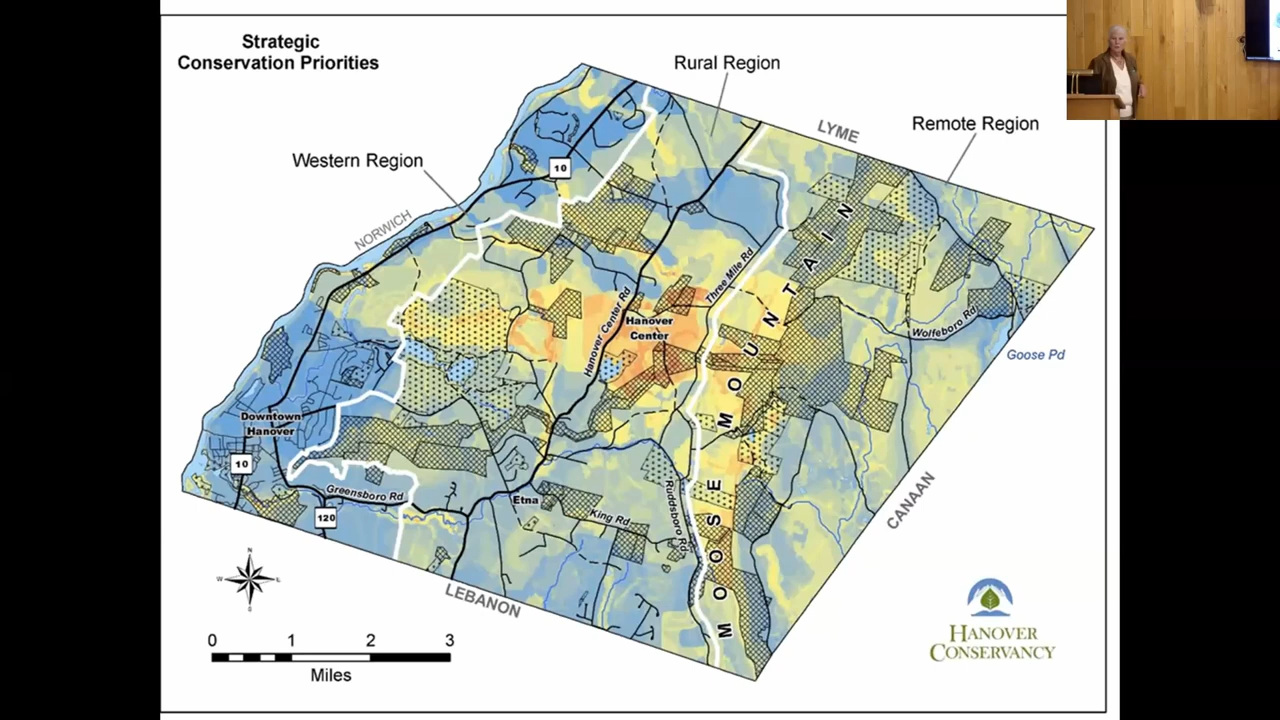 Strategic
Conservation Priorities
Rural Region
LYME
Remote Region
Western Region
10
NORWICH
MOOSE MOUNTAIN
Three Mile Rd
Hanover Center Rd
Hanover
Center
Wolfeboro Rd
Goose Pd
Downtown
Hanover
10
Greensboro Rd
120
Etna
King Rd
Ruddsboro Rd
CANAAN
LEBANON
N
W
E
S
0 1 2 3
Miles
HANOVER
CONSERVANCY